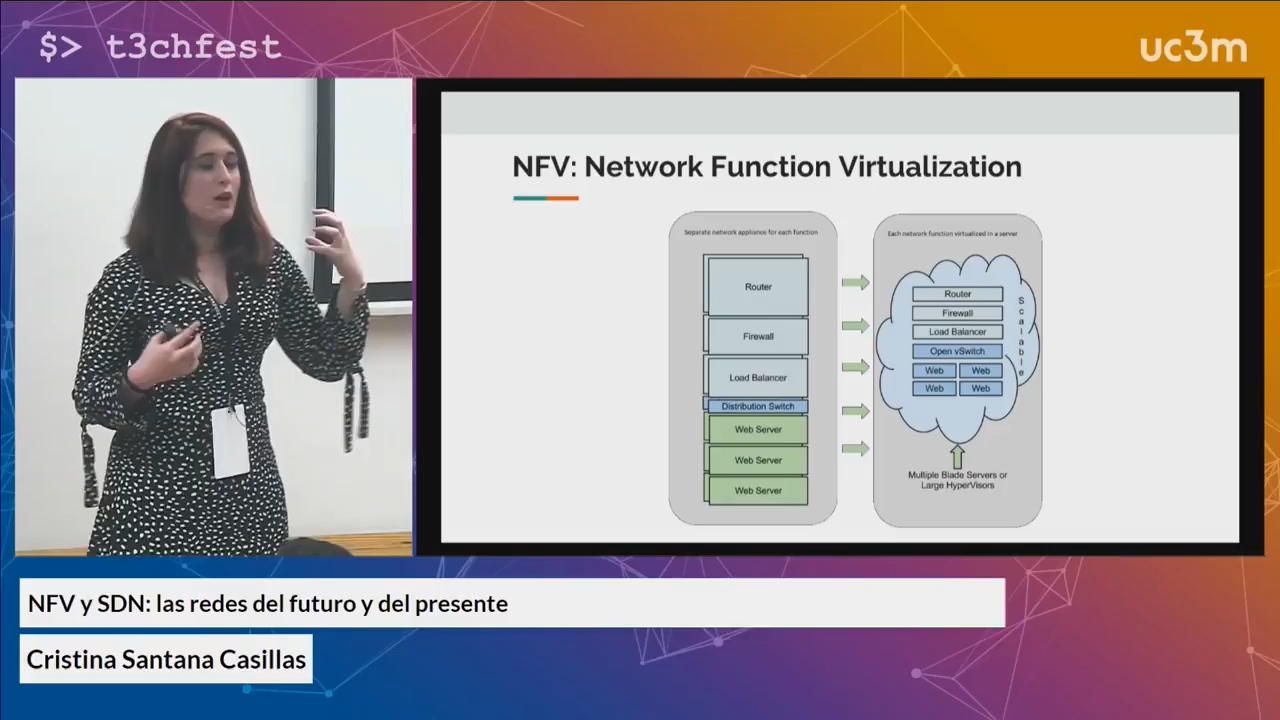 $> t3chfest
uc3m
NFV: Network Function Virtualization
Separate network appliance for each function
Router
Firewall
Load Balancer
Distribution Switch
Web Server
Web Server
Web Server
Each network function virtualized in a server
Router
Firewall
Load Balancer
Open vSwitch
Web Web
Web Web
Scalable
Multiple Blade Servers or
Large HyperVisors
NFV y SDN: las redes del futuro y del presente
Cristina Santana Casillas